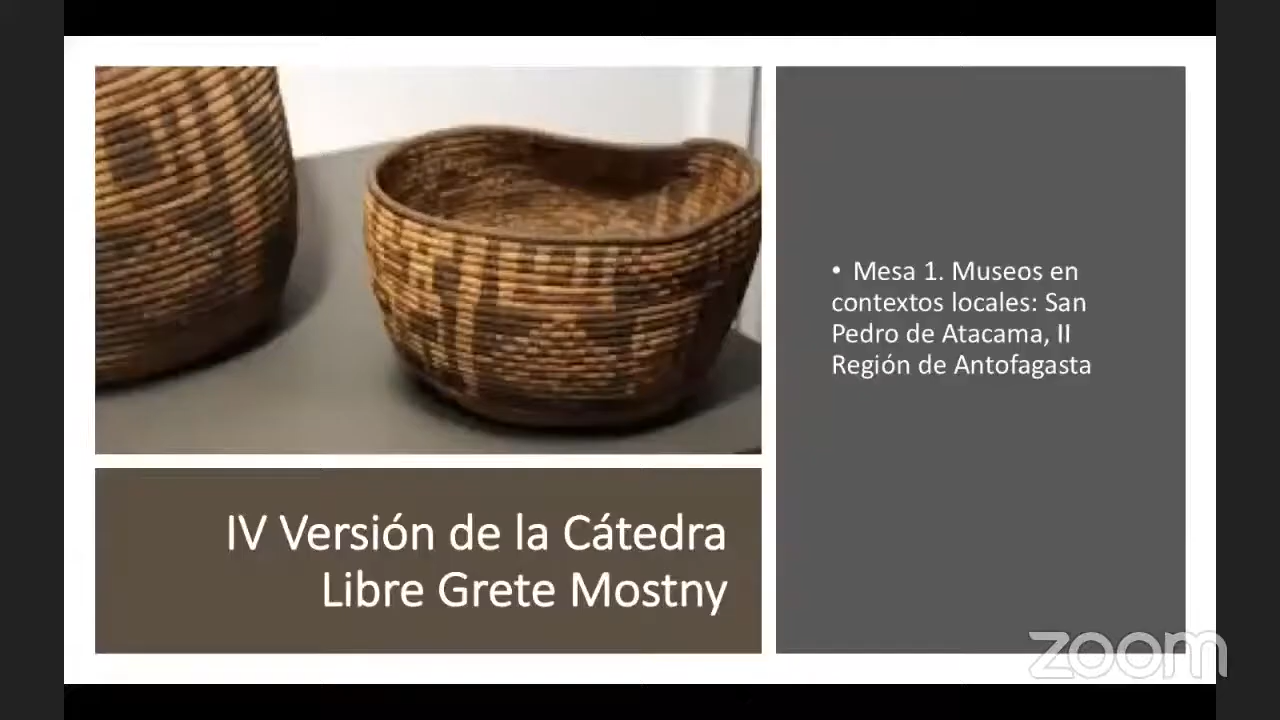 • Mesa 1. Museos en
contextos locales: San
Pedro de Atacama, II
Región de Antofagasta
IV Versión de la Cátedra
Libre Grete Mostny
zoom